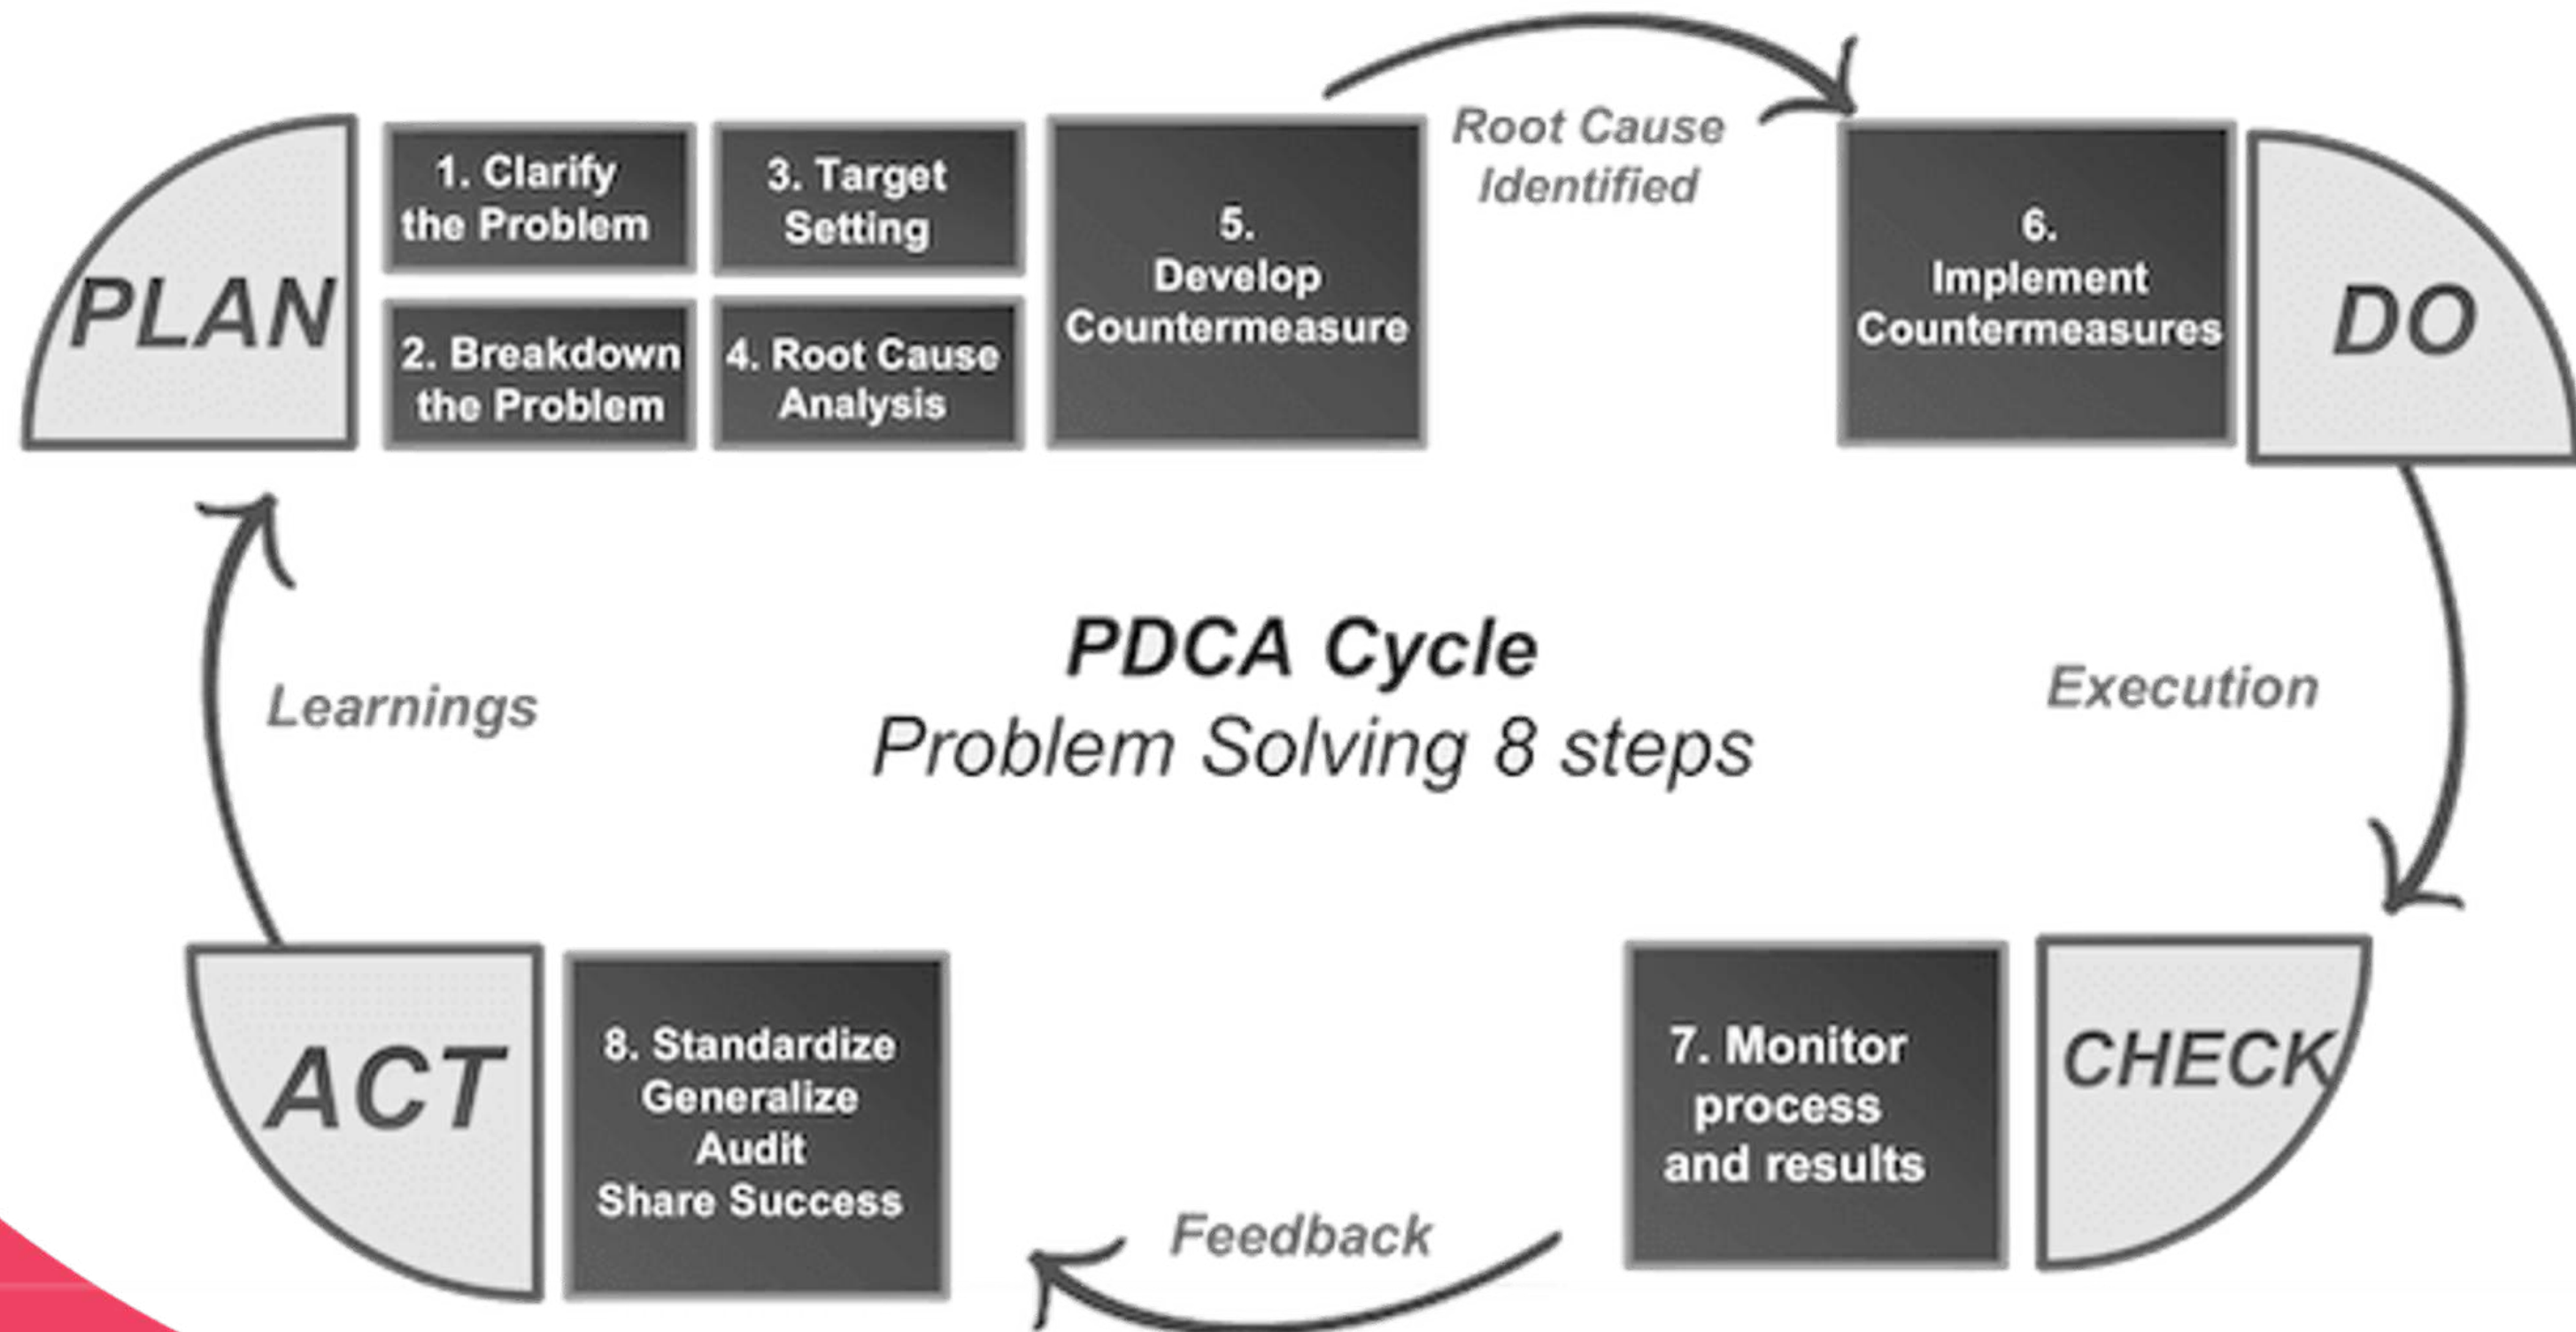 PLAN
1. Clarify
the Problem
2. Breakdown
the Problem
3. Target
Setting
4. Root Cause
Analysis
5.
Develop
Countermeasure
Root Cause
Identified
6.
Implement
Countermeasures
DO
PDCA Cycle
Problem Solving 8 steps
Execution
CHECK
7. Monitor
process
and results
Feedback
8. Standardize
Generalize
Audit
Share Success
ACT
Learnings